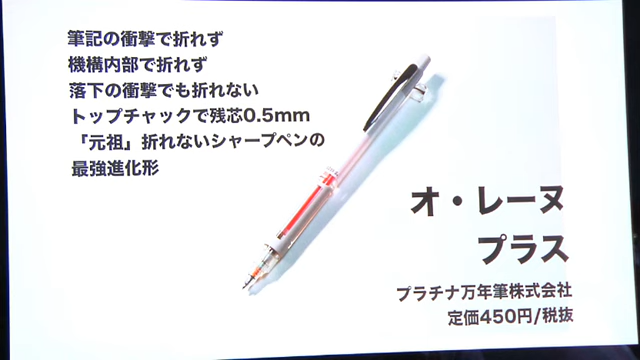 筆記の衝撃で折れず
機構内部で折れず
落下の衝撃でも折れない
トップチャックで残芯0.5mm
「元祖」折れないシャープペンの
最強進化形
オ・レーヌ
プラス
プラチナ万年筆株式会社
定価450円/税抜